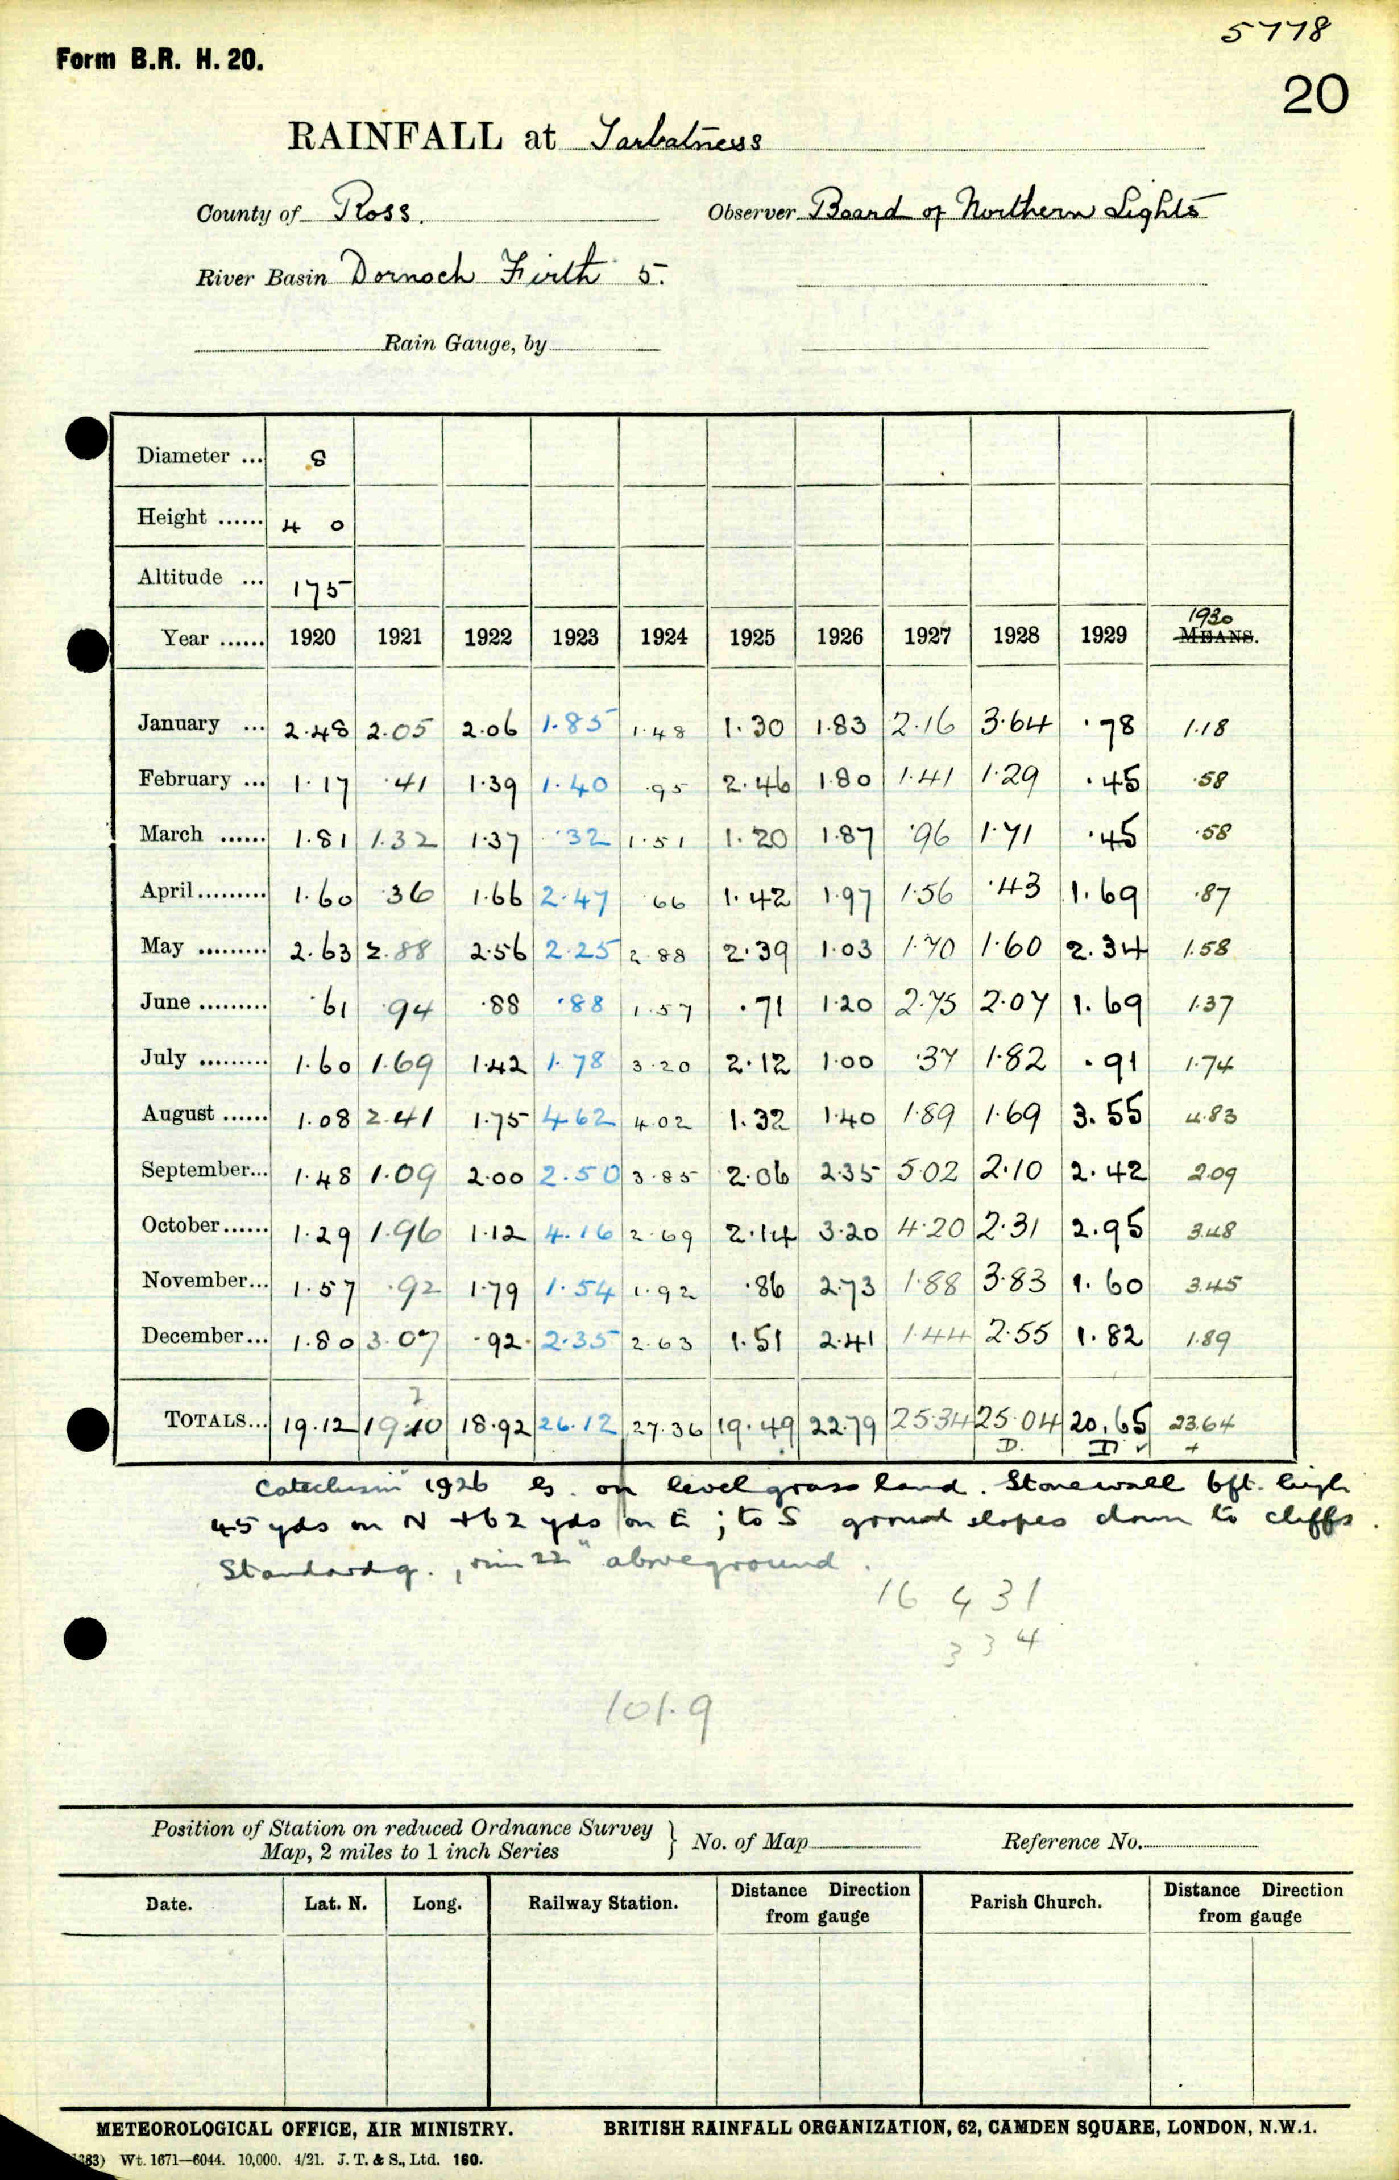 5778
Form B.R. H. 20.
20
RAINFALL at Tarbatness
County of Ross. Observer Board of Northern Lights
River Basin Dornoch Firth 5.
Rain Gauge, by
Diameter ... 8
Height ...... 4 0
Altitude ... 175
1930
Year ...... 1920 1921 1922 1923 1924 1925 1926 1927 1928 1929 MEANS.
January ... 2.48 2.05 2.06 1.85 1.48 1.30 1.83 2.16 3.64 .78 1.18
February ... 1.17 .41 1.39 1.40 .95 2.46 1.80 1.41 1.29 .45 .58
March ...... 1.81 1.32 1.37 .32 1.51 1.20 1.87 .96 1.71 .45 .58
April ......... 1.60 .36 1.66 2.47 .66 1.42 1.97 1.56 .43 1.69 .87
May ......... 2.63 2.88 2.56 2.25 2.88 2.39 1.03 1.70 1.60 2.34 1.58
June ......... .61 .94 .88 .88 1.57 .71 1.20 2.75 2.07 1.69 1.37
July ......... 1.60 1.69 1.42 1.78 3.20 2.12 1.00 .37 1.82 .91 1.74
August ...... 1.08 2.41 1.75 4.62 4.02 1.32 1.40 1.89 1.69 3.55 4.83
September... 1.48 1.09 2.00 2.50 3.85 2.06 2.35 5.02 2.10 2.42 2.09
October...... 1.29 1.96 1.12 4.16 2.69 2.14 3.20 4.20 2.31 2.95 3.48
November... 1.57 .92 1.79 1.54 1.92 .86 2.73 1.88 3.83 1.60 3.45
December... 1.80 3.07 .92 2.35 2.63 1.51 2.41 1.44 2.55 1.82 1.89
TOTALS... 19.12 19.10 18.92 26.12 27.36 19.49 22.79 25.34 25.04 20.65 23.64
D. D ✓ +
Catechism 1926 Is. on level grass land. Stonewall 6ft. high
45 yds on N + 62 yds on E ; to S ground slopes down to cliffs.
Standard g., rim 22" above ground.
16 4 31
3 3 4
101.9
Position of Station on reduced Ordnance Survey
Map, 2 miles to 1 inch Series } No. of Map Reference No.
Date. Lat. N. Long. Railway Station. Distance Direction from gauge Parish Church. Distance Direction from gauge
METEOROLOGICAL OFFICE, AIR MINISTRY. BRITISH RAINFALL ORGANIZATION, 62, CAMDEN SQUARE, LONDON, N.W.1.
Wt. 1671—6044. 10,000. 4/21. J. T. & S., Ltd. 160.